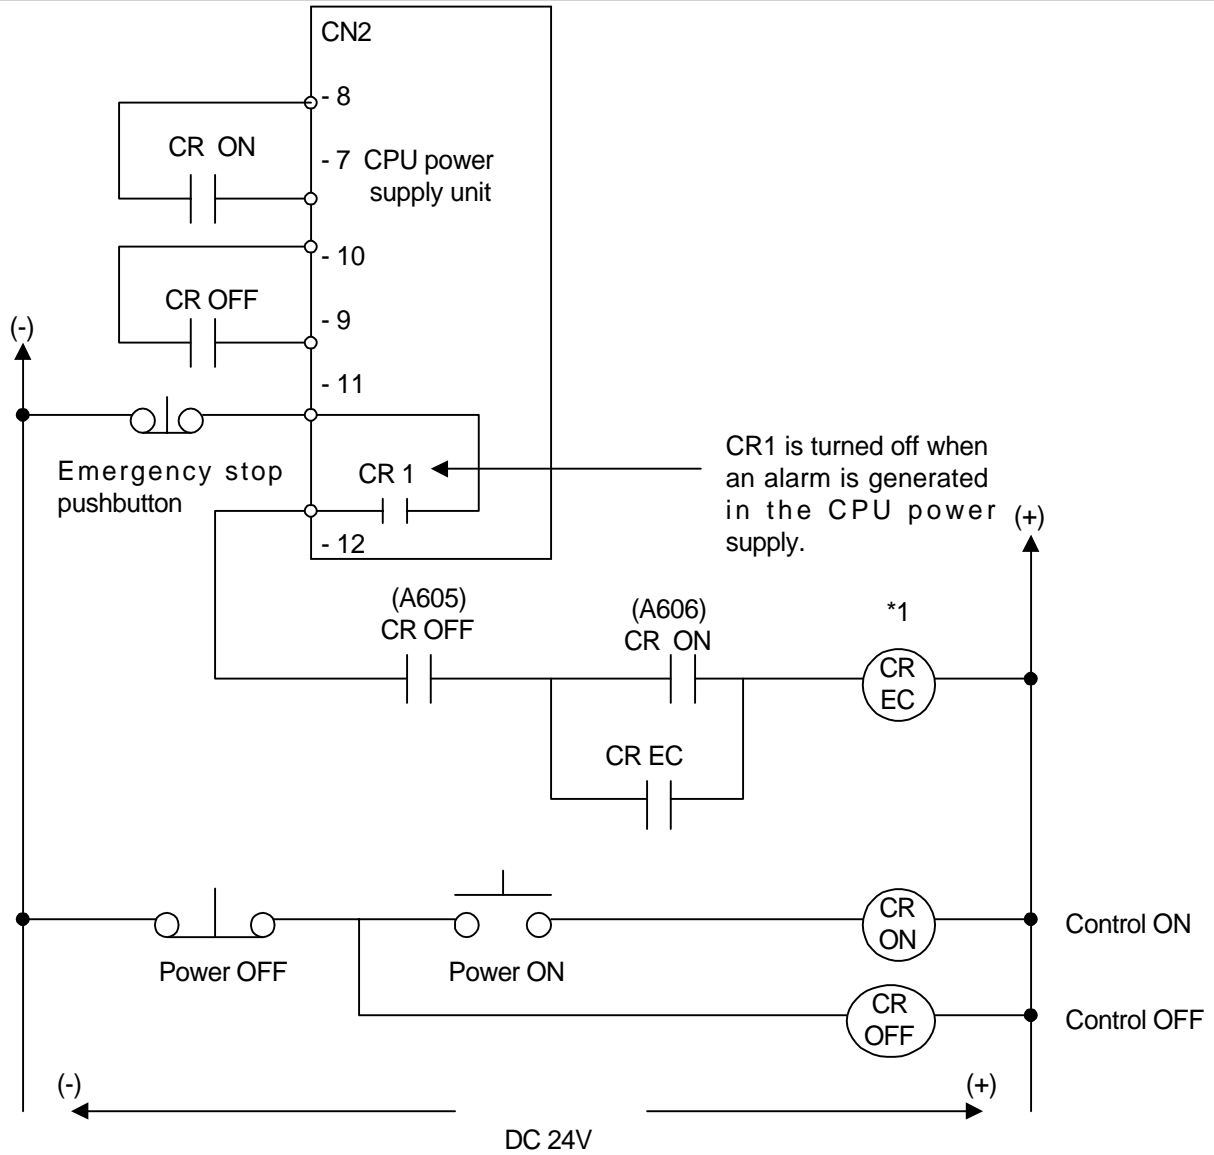 CN2
- 8
CR ON
- 7 CPU power
supply unit
- 10
CR OFF
- 9
(-)
- 11
Emergency stop
pushbutton
CR 1
CR1 is turned off when
an alarm is generated
in the CPU power
supply.
(+)
- 12
(A605)
CR OFF
(A606)
CR ON
*1
CR
EC
CR EC
CR
ON
Control ON
Power OFF
Power ON
CR
OFF
Control OFF
(-)
(+)
DC 24V